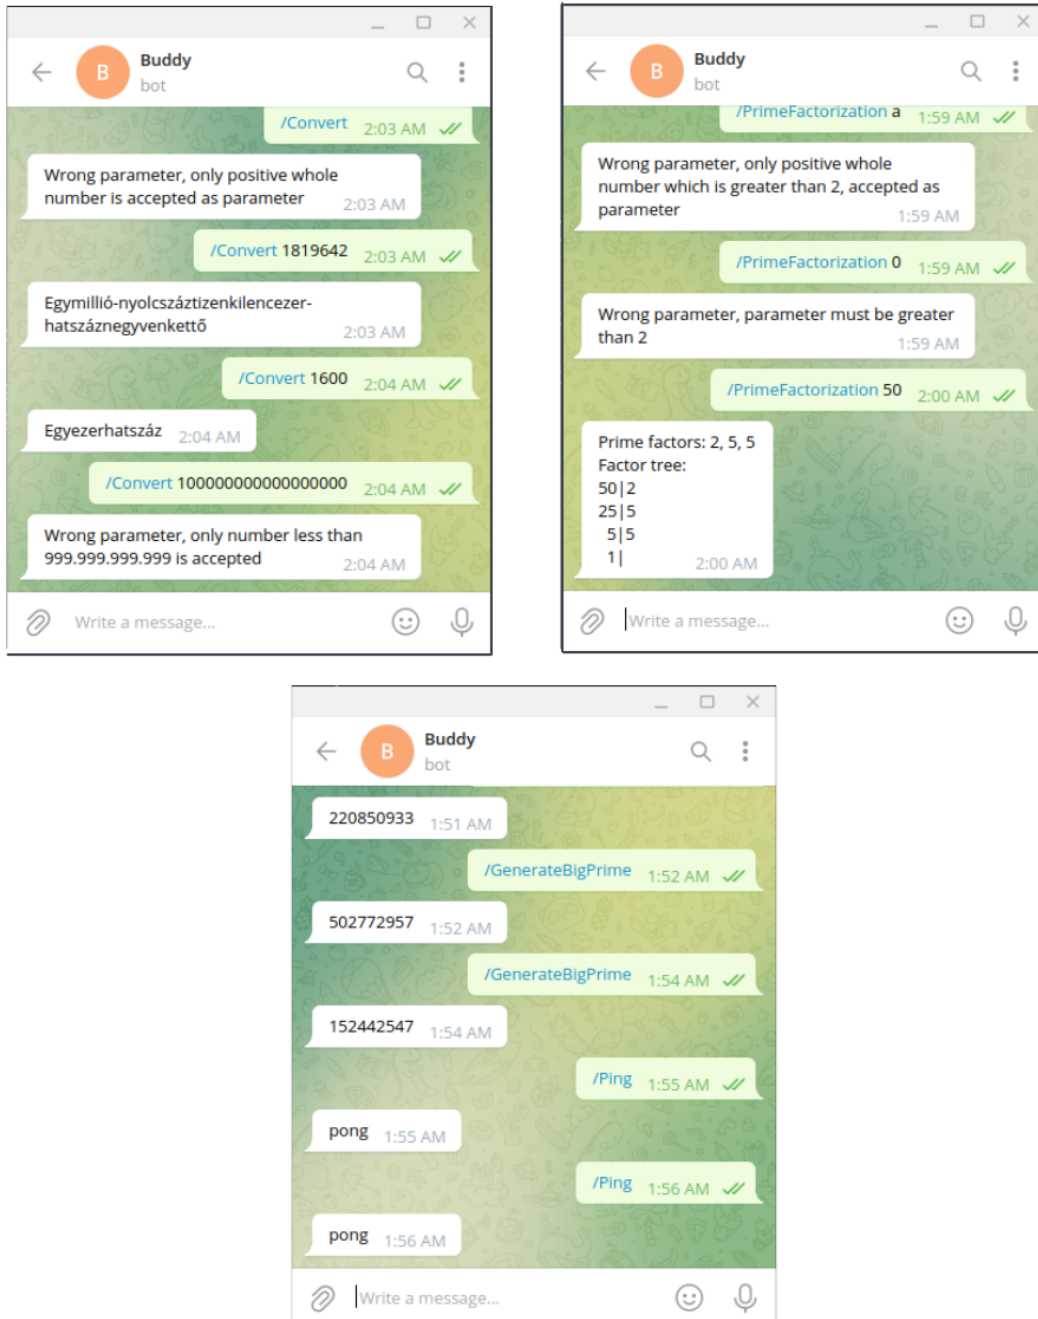 Buddy
bot
/Convert 2:03 AM
Wrong parameter, only positive whole
number is accepted as parameter 2:03 AM
/Convert 1819642 2:03 AM
Egymillió-nyolcszáztizenkilencezer-
hatszáznegyvenkettő 2:03 AM
/Convert 1600 2:04 AM
Egyezerhatszáz 2:04 AM
/Convert 100000000000000000 2:04 AM
Wrong parameter, only number less than
999.999.999.999 is accepted 2:04 AM
Write a message...
Buddy
bot
/PrimeFactorization a 1:59 AM
Wrong parameter, only positive whole
number which is greater than 2, accepted as
parameter 1:59 AM
/PrimeFactorization 0 1:59 AM
Wrong parameter, parameter must be greater
than 2 1:59 AM
/PrimeFactorization 50 2:00 AM
Prime factors: 2, 5, 5
Factor tree:
50|2
25|5
5|5
1| 2:00 AM
Write a message...
Buddy
bot
220850933 1:51 AM
/GenerateBigPrime 1:52 AM
502772957 1:52 AM
/GenerateBigPrime 1:54 AM
152442547 1:54 AM
/Ping 1:55 AM
pong 1:55 AM
/Ping 1:56 AM
pong 1:56 AM
Write a message...